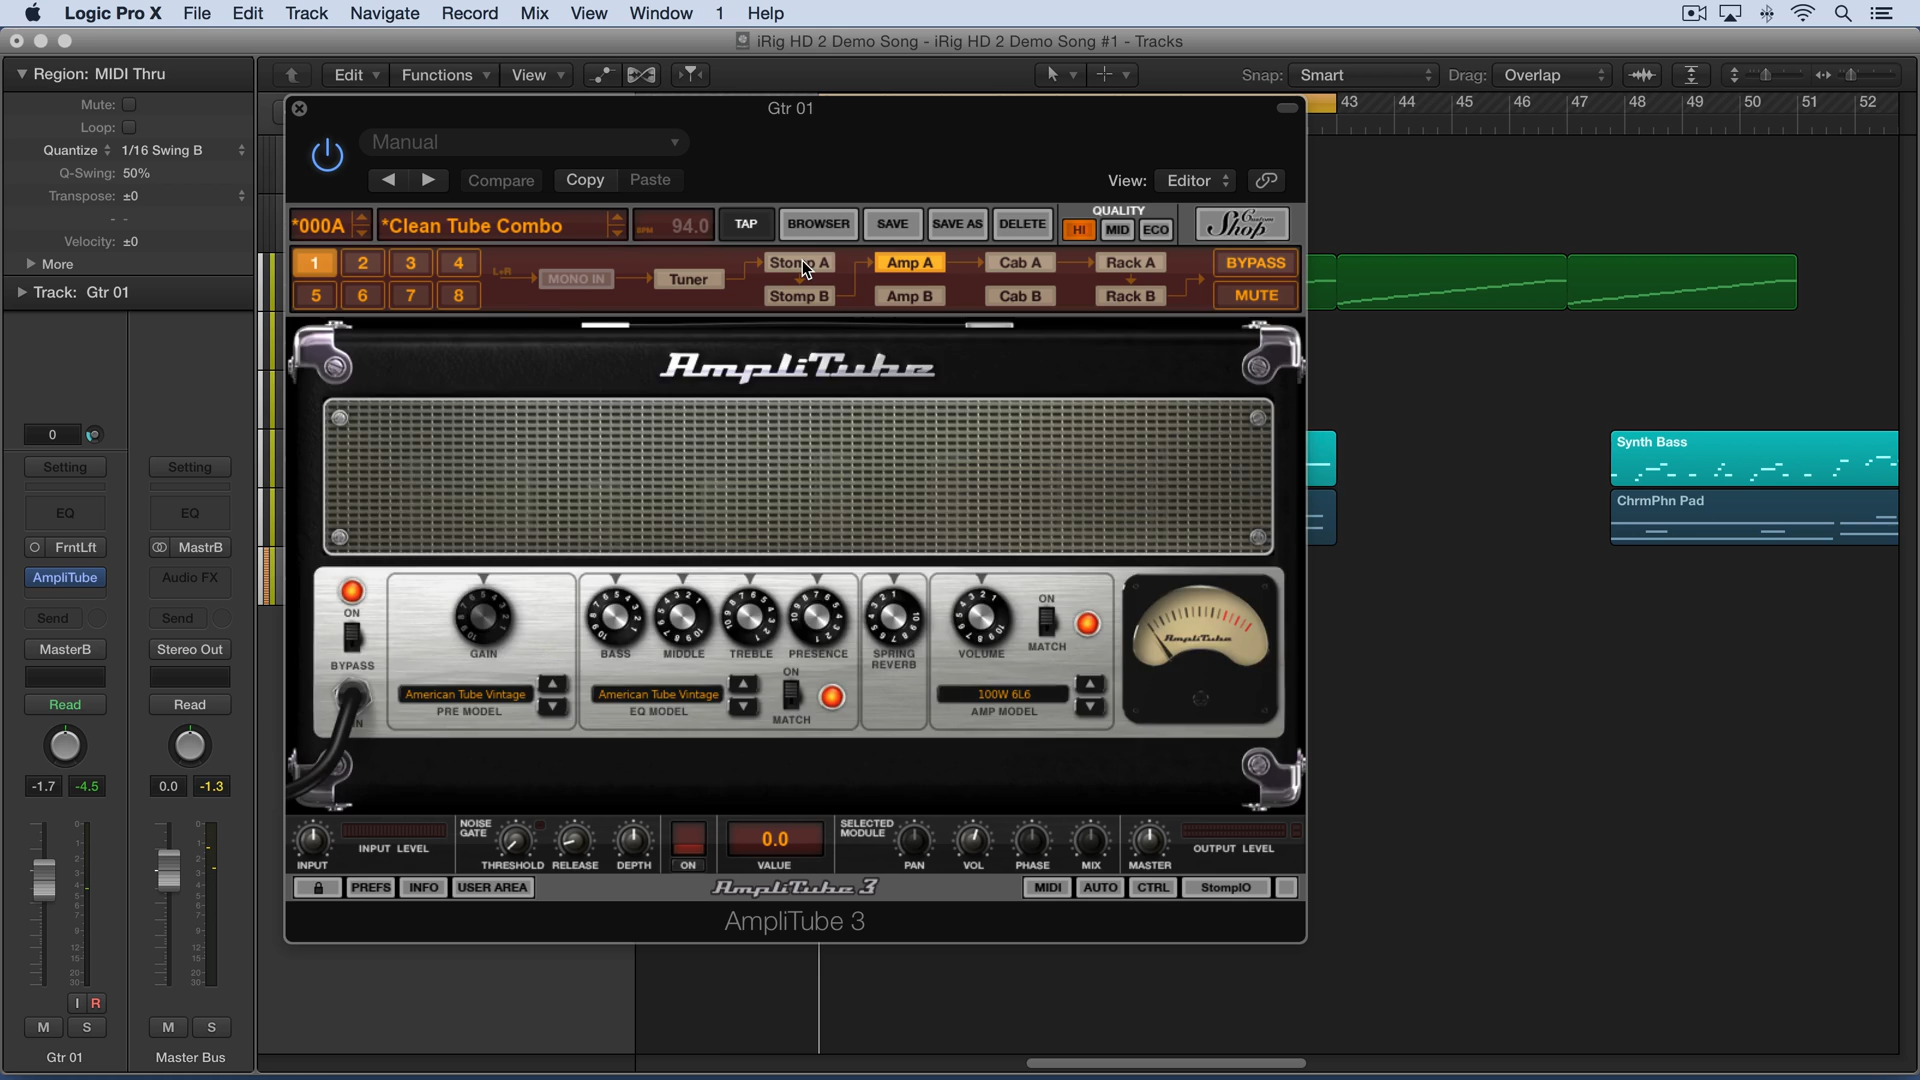 Logic Pro X File Edit Track Navigate Record Mix View Window 1 Help
iRig HD 2 Demo Song - iRig HD 2 Demo Song #1 - Tracks
Region: MIDI Thru
Edit Functions View
Snap: Smart Drag: Overlap
Mute:
Loop:
Quantize 1/16 Swing B
Q-Swing: 50%
Transpose: ±0
- -
Velocity: ±0
More
Track: Gtr 01
43 44 45 46 47 48 49 50 51 52
Gtr 01
Manual
Compare Copy Paste
View: Editor
*000A *Clean Tube Combo BPM 94.0 TAP BROWSER SAVE SAVE AS DELETE
QUALITY
HI MID ECO
Custom Shop
1 2 3 4
5 6 7 8
L+R MONO IN Tuner
Stomp A Amp A Cab A Rack A BYPASS
Stomp B Amp B Cab B Rack B MUTE
AmpliTube
ON
BYPASS
GAIN
BASS MIDDLE TREBLE PRESENCE
SPRING REVERB
VOLUME
ON
MATCH
AmpliTube
American Tube Vintage
PRE MODEL
American Tube Vintage
EQ MODEL
ON
MATCH
100W 6L6
AMP MODEL
INPUT
INPUT LEVEL
NOISE GATE
THRESHOLD RELEASE DEPTH
ON
0.0
VALUE
SELECTED MODULE
PAN VOL PHASE MIX
MASTER
OUTPUT LEVEL
PREFS INFO USER AREA
AmpliTube 3
MIDI AUTO CTRL StompIO
AmpliTube 3
Synth Bass
ChrmPhn Pad
0
Setting Setting
EQ EQ
FrntLft MastrB
AmpliTube Audio FX
Send Send
MasterB Stereo Out
Read Read
-1.7 -4.5 0.0 -1.3
I R
M S M S
Gtr 01 Master Bus